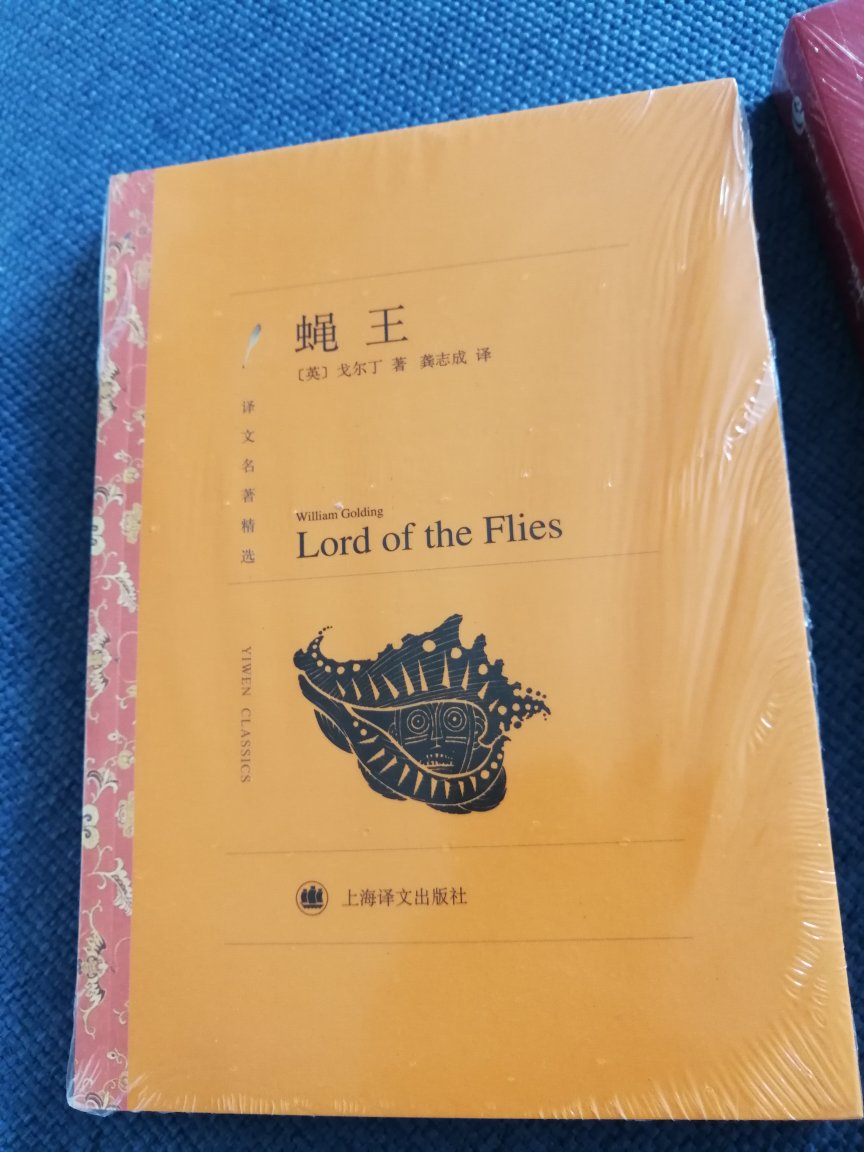 蝇王
〔英〕戈尔丁 著 龚志成 译
译文名著精选
William Golding
Lord of the Flies
YIWEN CLASSICS
上海译文出版社